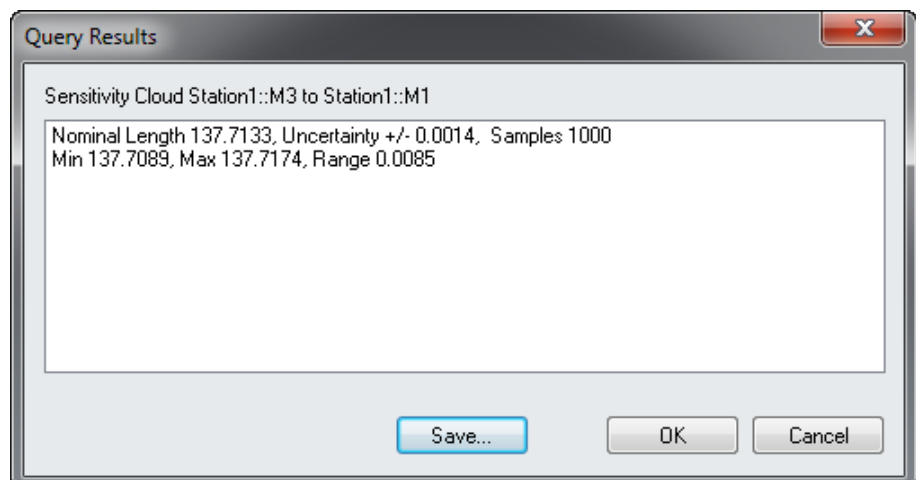 Query Results
Sensitivity Cloud Station1::M3 to Station1::M1
Nominal Length 137.7133, Uncertainty +/- 0.0014,  Samples 1000
Min 137.7089, Max 137.7174, Range 0.0085
Save... OK Cancel